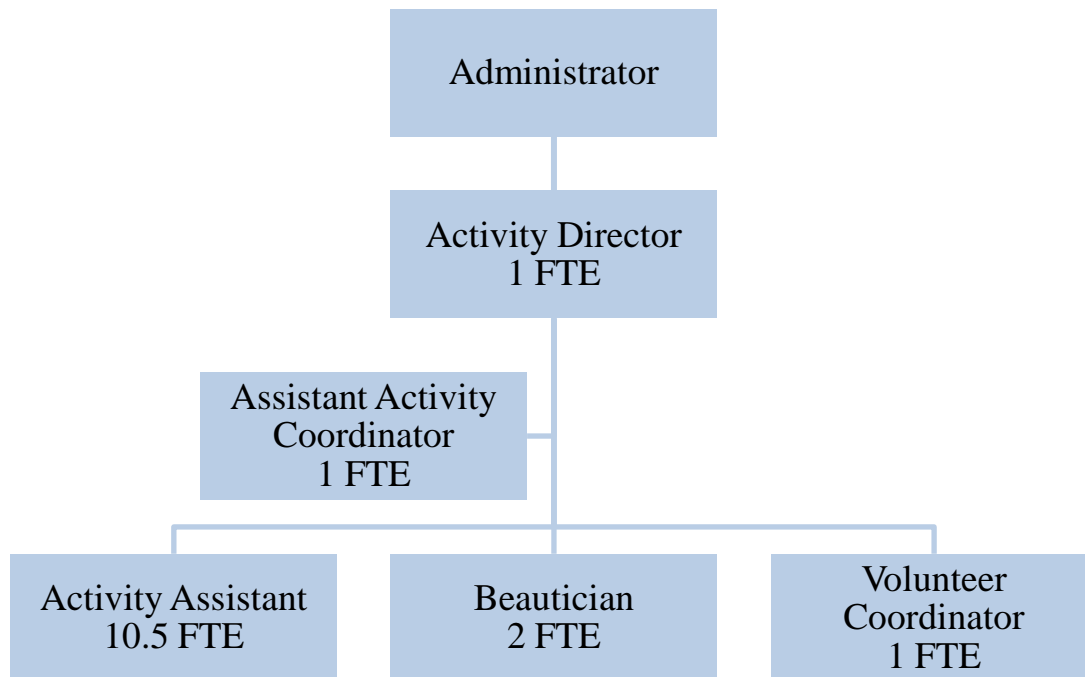 Administrator
Activity Director
1 FTE
Assistant Activity
Coordinator
1 FTE
Activity Assistant
10.5 FTE
Beautician
2 FTE
Volunteer
Coordinator
1 FTE